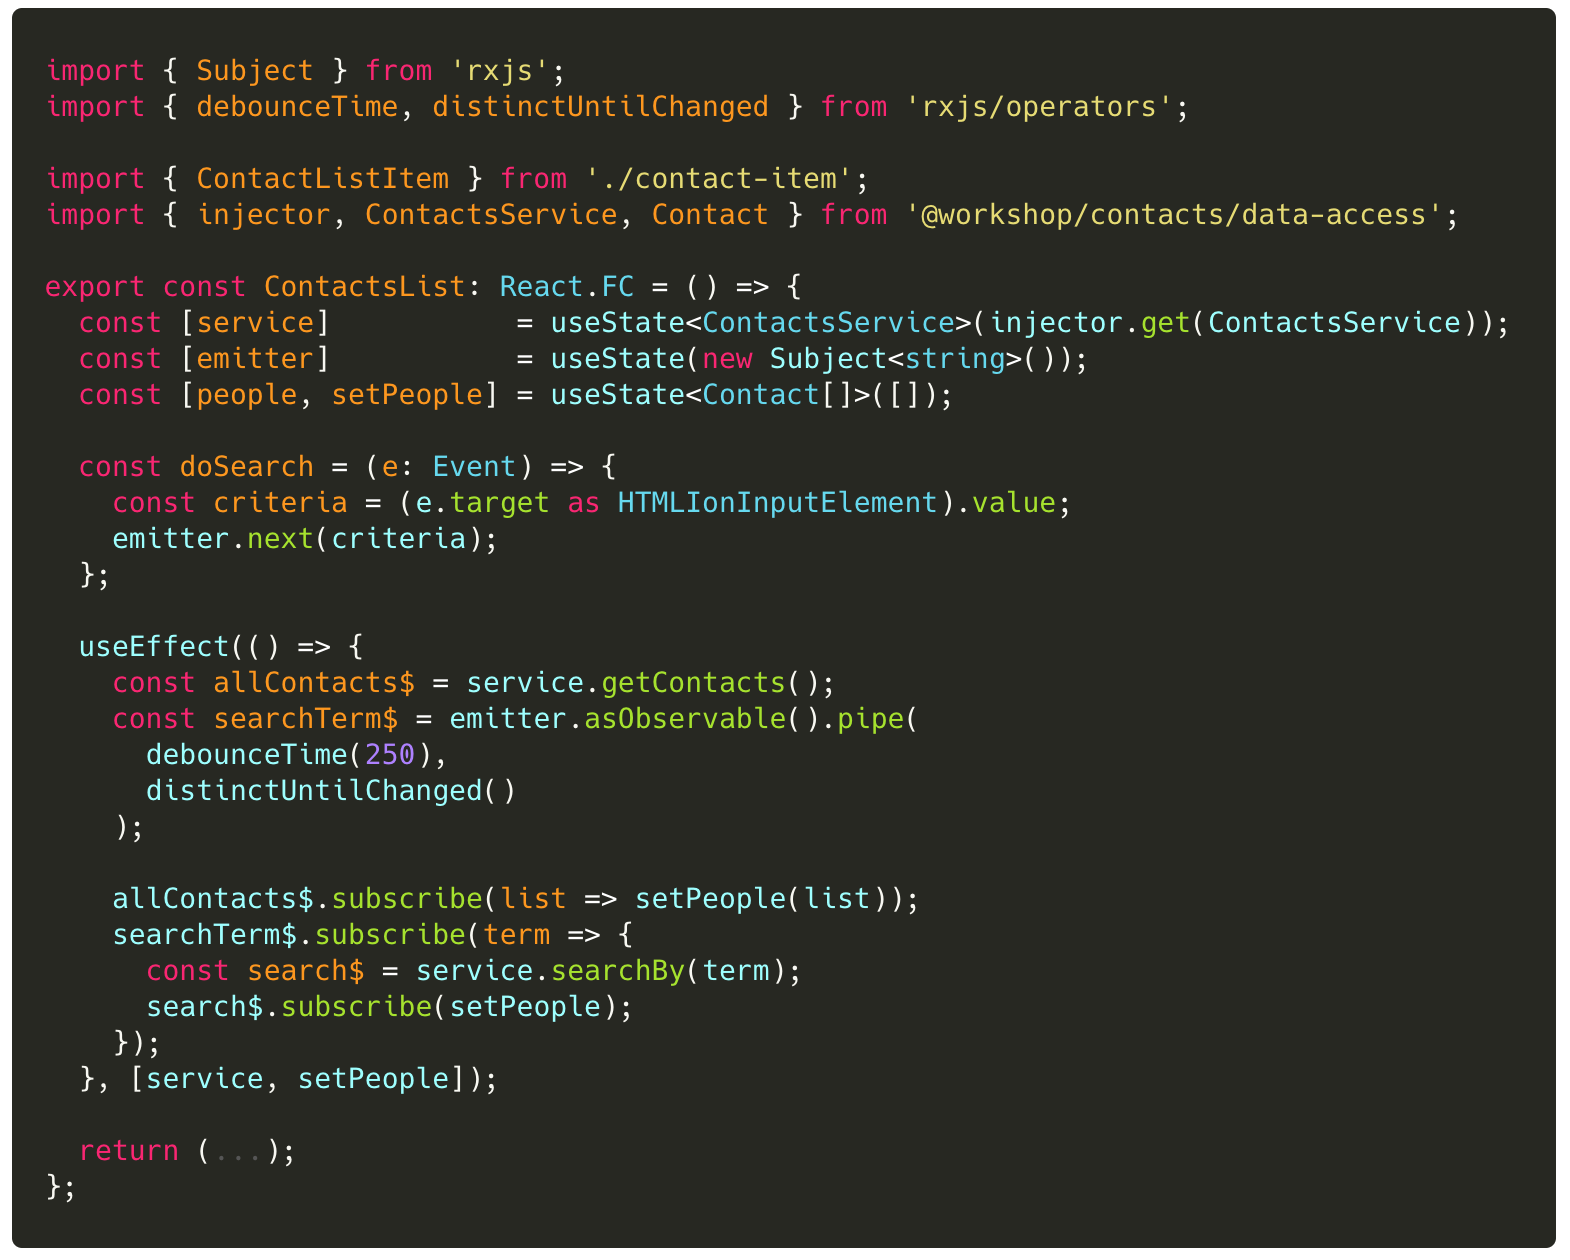 import { Subject } from 'rxjs';
import { debounceTime, distinctUntilChanged } from 'rxjs/operators';

import { ContactListItem } from './contact-item';
import { injector, ContactsService, Contact } from '@workshop/contacts/data-access';

export const ContactsList: React.FC = () => {
  const [service]           = useState<ContactsService>(injector.get(ContactsService));
  const [emitter]           = useState(new Subject<string>());
  const [people, setPeople] = useState<Contact[]>([]);

  const doSearch = (e: Event) => {
    const criteria = (e.target as HTMLIonInputElement).value;
    emitter.next(criteria);
  };

  useEffect(() => {
    const allContacts$ = service.getContacts();
    const searchTerm$ = emitter.asObservable().pipe(
      debounceTime(250),
      distinctUntilChanged()
    );

    allContacts$.subscribe(list => setPeople(list));
    searchTerm$.subscribe(term => {
      const search$ = service.searchBy(term);
      search$.subscribe(setPeople);
    });
  }, [service, setPeople]);

  return (...);
};